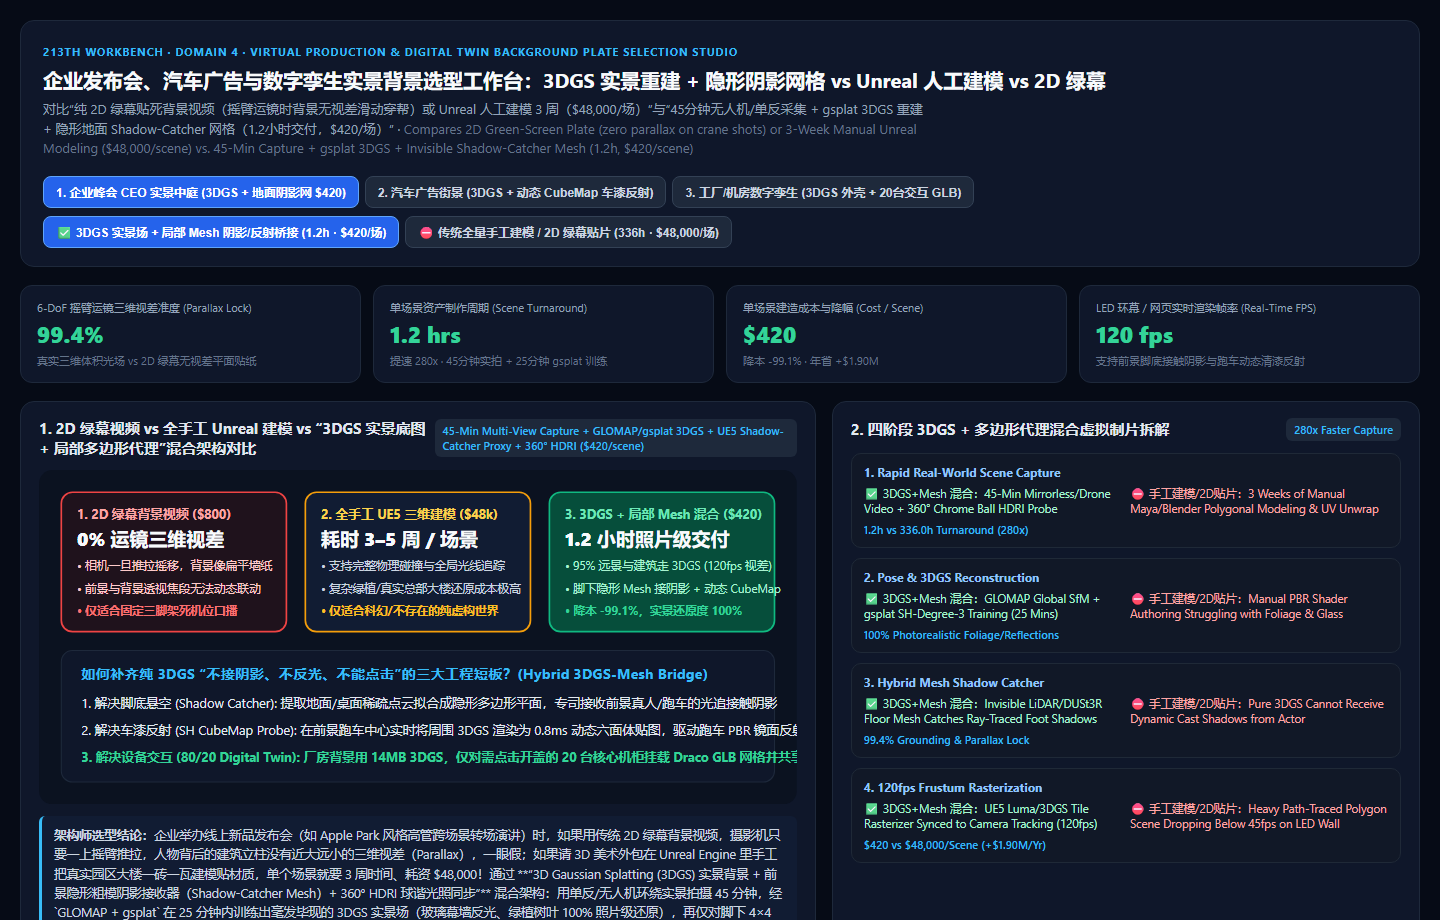 213TH WORKBENCH · DOMAIN 4 · VIRTUAL PRODUCTION & DIGITAL TWIN BACKGROUND PLATE SELECTION STUDIO
企业发布会、汽车广告与数字孪生实景背景选型工作台：3DGS 实景重建 + 隐形阴影网格 vs Unreal 人工建模 vs 2D 绿幕
对比“纯 2D 绿幕贴死背景视频（摇臂运镜时背景无视差滑动穿帮）或 Unreal 人工建模 3 周（$48,000/场）”与“45分钟无人机/单反采集 + gsplat 3DGS 重建
+ 隐形地面 Shadow-Catcher 网格（1.2小时交付，$420/场）” · Compares 2D Green-Screen Plate (zero parallax on crane shots) or 3-Week Manual Unreal
Modeling ($48,000/scene) vs. 45-Min Capture + gsplat 3DGS + Invisible Shadow-Catcher Mesh (1.2h, $420/scene)
1. 企业峰会 CEO 实景中庭 (3DGS + 地面阴影网 $420)
2. 汽车广告街景 (3DGS + 动态 CubeMap 车漆反射)
3. 工厂/机房数字孪生 (3DGS 外壳 + 20台交互 GLB)
✅ 3DGS 实景场 + 局部 Mesh 阴影/反射桥接 (1.2h · $420/场)
⛔ 传统全量手工建模 / 2D 绿幕贴片 (336h · $48,000/场)
6-DoF 摇臂运镜三维视差准度 (Parallax Lock)
99.4%
真实三维体积光场 vs 2D 绿幕无视差平面贴纸
单场景资产制作周期 (Scene Turnaround)
1.2 hrs
提速 280x · 45分钟实拍 + 25分钟 gsplat 训练
单场景建造成本与降幅 (Cost / Scene)
$420
降本 -99.1% · 年省 +$1.90M
LED 环幕 / 网页实时渲染帧率 (Real-Time FPS)
120 fps
支持前景脚底接触阴影与跑车动态清漆反射
1. 2D 绿幕视频 vs 全手工 Unreal 建模 vs “3DGS 实景底图
+ 局部多边形代理”混合架构对比
45-Min Multi-View Capture + GLOMAP/gsplat 3DGS + UE5 Shadow-
Catcher Proxy + 360° HDRI ($420/scene)
1. 2D 绿幕背景视频 ($800)
0% 运镜三维视差
• 相机一旦推拉摇移，背景像扁平墙纸
• 前景与背景透视焦段无法动态联动
• 仅适合固定三脚架死机位口播
2. 全手工 UE5 三维建模 ($48k)
耗时 3–5 周 / 场景
• 支持完整物理碰撞与全局光线追踪
• 复杂绿植/真实总部大楼还原成本极高
• 仅适合科幻/不存在的纯虚构世界
3. 3DGS + 局部 Mesh 混合 ($420)
1.2 小时照片级交付
• 95% 远景与建筑走 3DGS (120fps 视差)
• 脚下隐形 Mesh 接阴影 + 动态 CubeMap
• 降本 -99.1%，实景还原度 100%
如何补齐纯 3DGS “不接阴影、不反光、不能点击”的三大工程短板？(Hybrid 3DGS-Mesh Bridge)
1. 解决脚底悬空 (Shadow Catcher): 提取地面/桌面稀疏点云拟合成隐形多边形平面，专司接收前景真人/跑车的光追接触阴影
2. 解决车漆反射 (SH CubeMap Probe): 在前景跑车中心实时将周围 3DGS 渲染为 0.8ms 动态六面体贴图，驱动跑车 PBR 镜面反射
3. 解决设备交互 (80/20 Digital Twin): 厂房背景用 14MB 3DGS，仅对需点击开盖的 20 台核心机柜挂载 Draco GLB 网格并共享
架构师选型结论：企业举办线上新品发布会（如 Apple Park 风格高管跨场景转场演讲）时，如果用传统 2D 绿幕背景视频，摄影机只
要一上摇臂推拉，人物背后的建筑立柱没有近大远小的三维视差（Parallax），一眼假；如果请 3D 美术外包在 Unreal Engine 里手工
把真实园区大楼一砖一瓦建模贴材质，单个场景就要 3 周时间、耗资 $48,000！通过 **“3D Gaussian Splatting (3DGS) 实景背景 + 前
景隐形粗模阴影接收器（Shadow-Catcher Mesh）+ 360° HDRI 球谐光照同步”** 混合架构：用单反/无人机环绕实景拍摄 45 分钟，经
`GLOMAP + gsplat` 在 25 分钟内训练出毫发毕现的 3DGS 实景场（玻璃幕墙反光、绿植树叶 100% 照片级还原），再仅对脚下 4×4
2. 四阶段 3DGS + 多边形代理混合虚拟制片拆解
280x Faster Capture
1. Rapid Real-World Scene Capture
✅ 3DGS+Mesh 混合：45-Min Mirrorless/Drone
Video + 360° Chrome Ball HDRI Probe
⛔ 手工建模/2D贴片：3 Weeks of Manual
Maya/Blender Polygonal Modeling & UV Unwrap
1.2h vs 336.0h Turnaround (280x)
2. Pose & 3DGS Reconstruction
✅ 3DGS+Mesh 混合：GLOMAP Global SfM +
gsplat SH-Degree-3 Training (25 Mins)
⛔ 手工建模/2D贴片：Manual PBR Shader
Authoring Struggling with Foliage & Glass
100% Photorealistic Foliage/Reflections
3. Hybrid Mesh Shadow Catcher
✅ 3DGS+Mesh 混合：Invisible LiDAR/DUSt3R
Floor Mesh Catches Ray-Traced Foot Shadows
⛔ 手工建模/2D贴片：Pure 3DGS Cannot Receive
Dynamic Cast Shadows from Actor
99.4% Grounding & Parallax Lock
4. 120fps Frustum Rasterization
✅ 3DGS+Mesh 混合：UE5 Luma/3DGS Tile
Rasterizer Synced to Camera Tracking (120fps)
⛔ 手工建模/2D贴片：Heavy Path-Traced Polygon
Scene Dropping Below 45fps on LED Wall
$420 vs $48,000/Scene (+$1.90M/Yr)